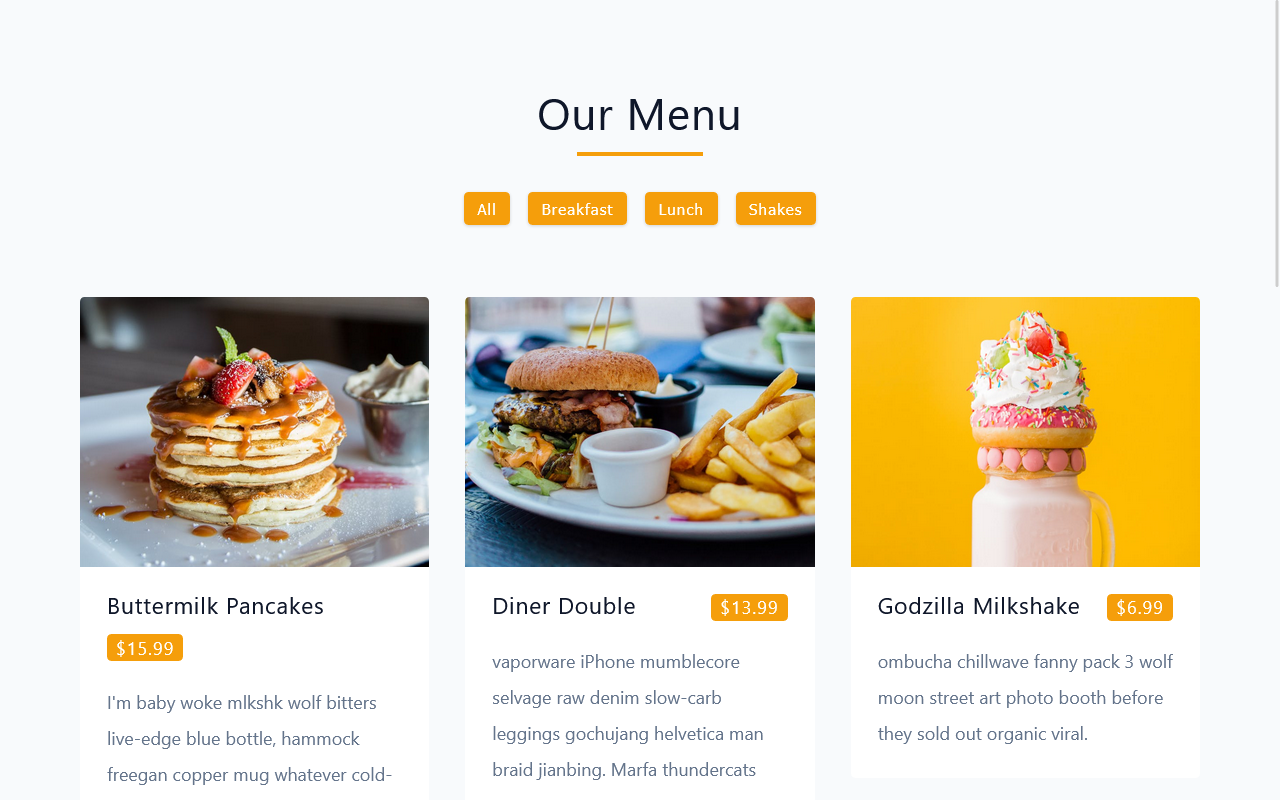 Our Menu
All Breakfast Lunch Shakes
Buttermilk Pancakes
$15.99
I'm baby woke mlkshk wolf bitters
live-edge blue bottle, hammock
freegan copper mug whatever cold-
Diner Double $13.99
vaporware iPhone mumblecore
selvage raw denim slow-carb
leggings gochujang helvetica man
braid jianbing. Marfa thundercats
Godzilla Milkshake $6.99
ombucha chillwave fanny pack 3 wolf
moon street art photo booth before
they sold out organic viral.